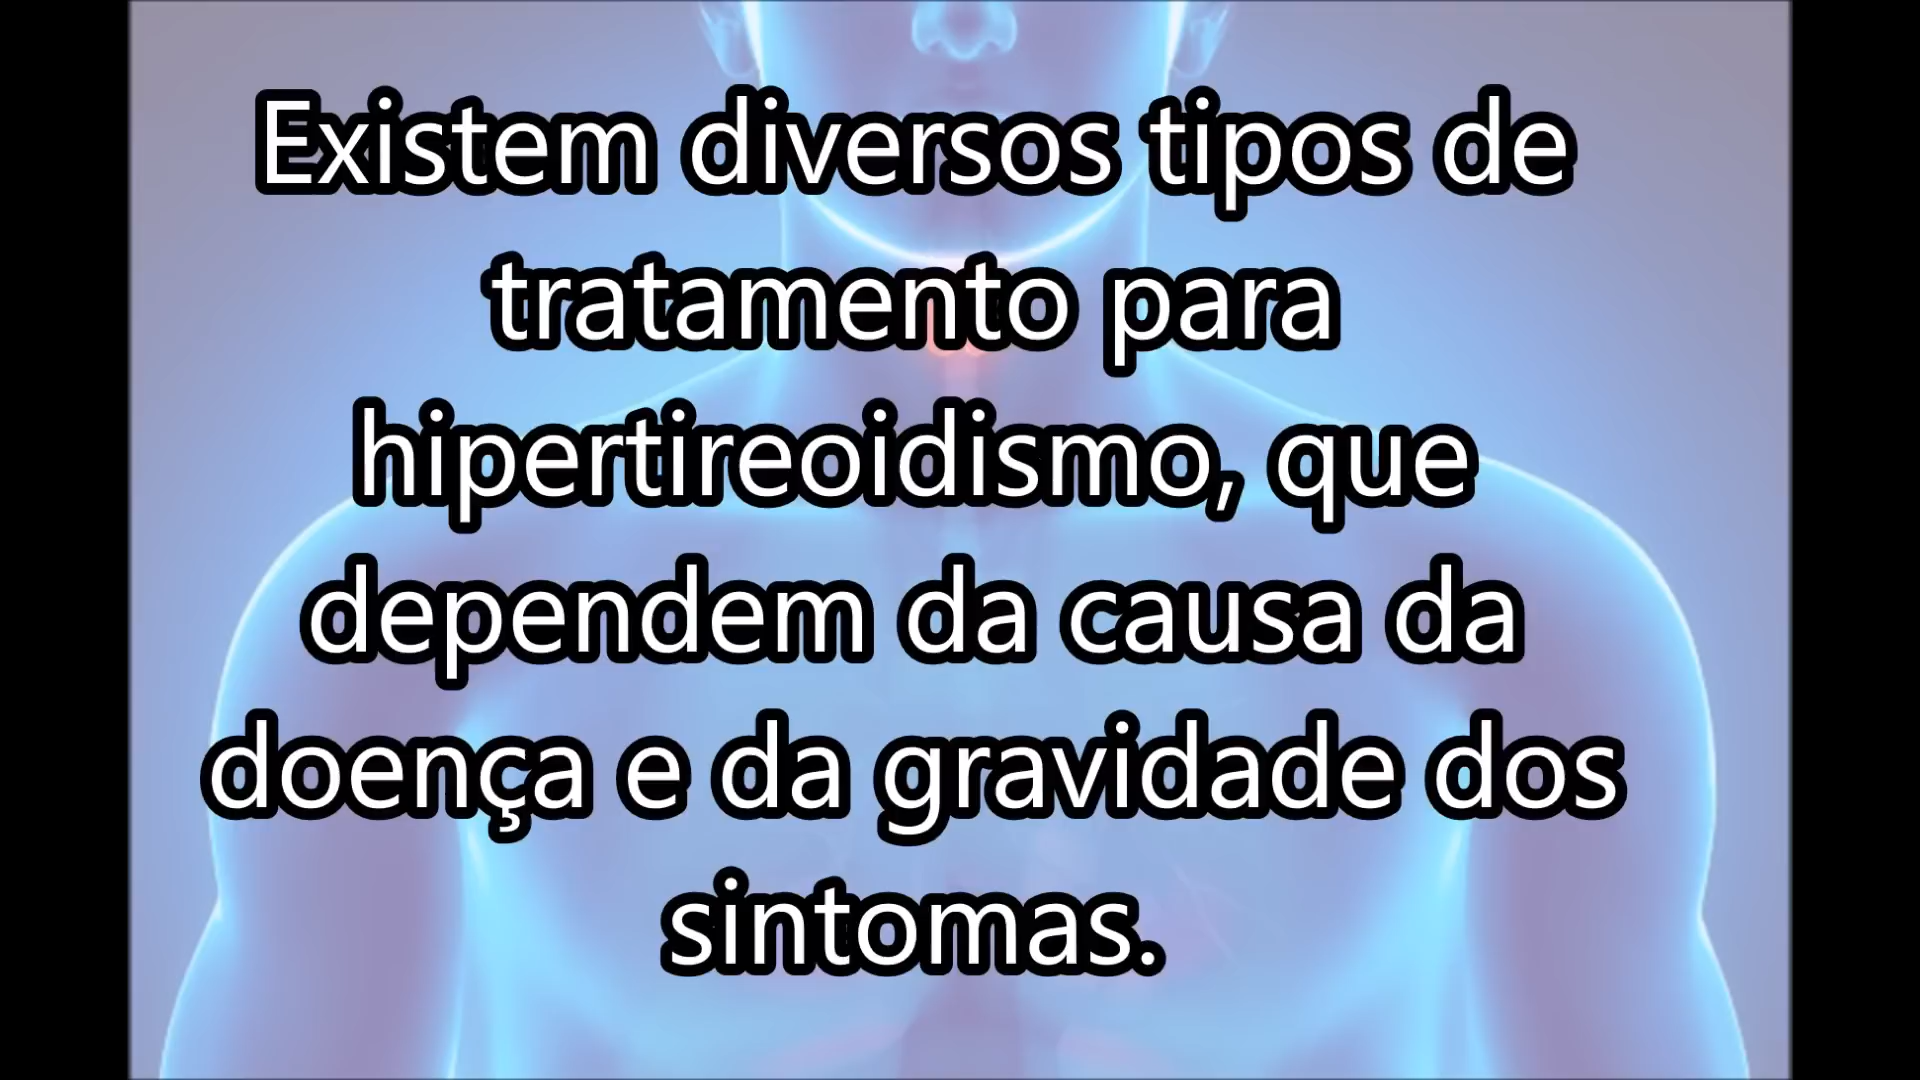 Existem diversos tipos de
tratamento para
hipertireoidismo, que
dependem da causa da
doença e da gravidade dos
sintomas.